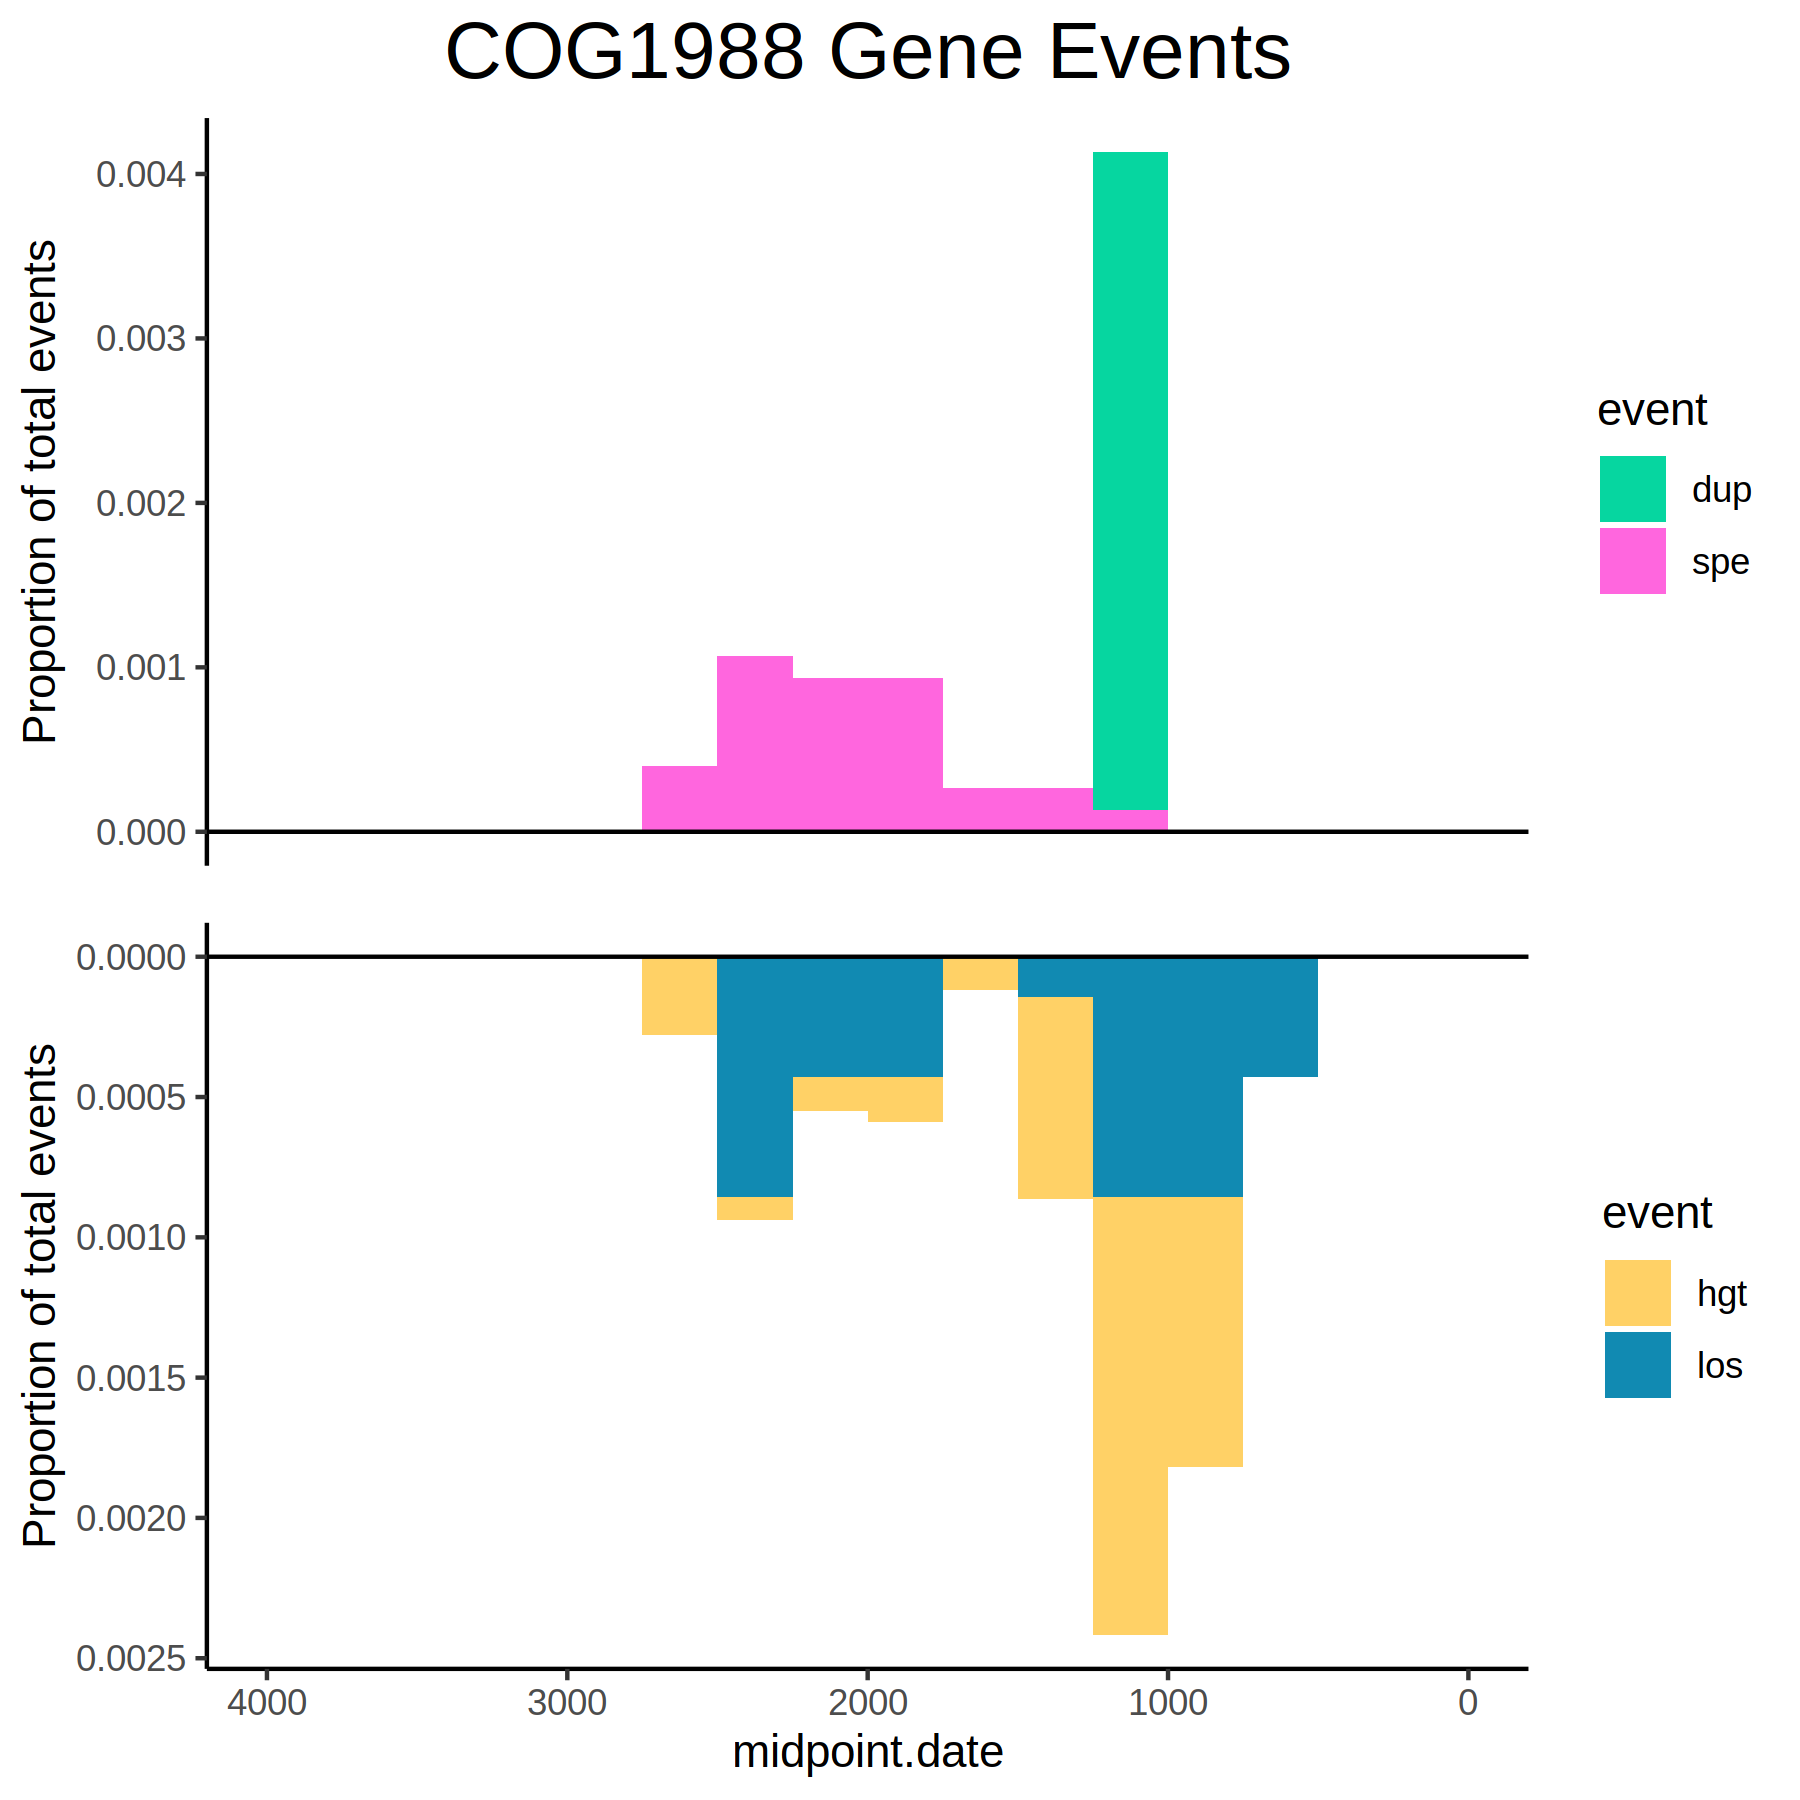 COG1988 Gene Events
Proportion of total events
0.004
0.003
0.002
0.001
0.000
event
dup
spe
Proportion of total events
0.0000
0.0005
0.0010
0.0015
0.0020
0.0025
event
hgt
los
4000 3000 2000 1000 0
midpoint.date